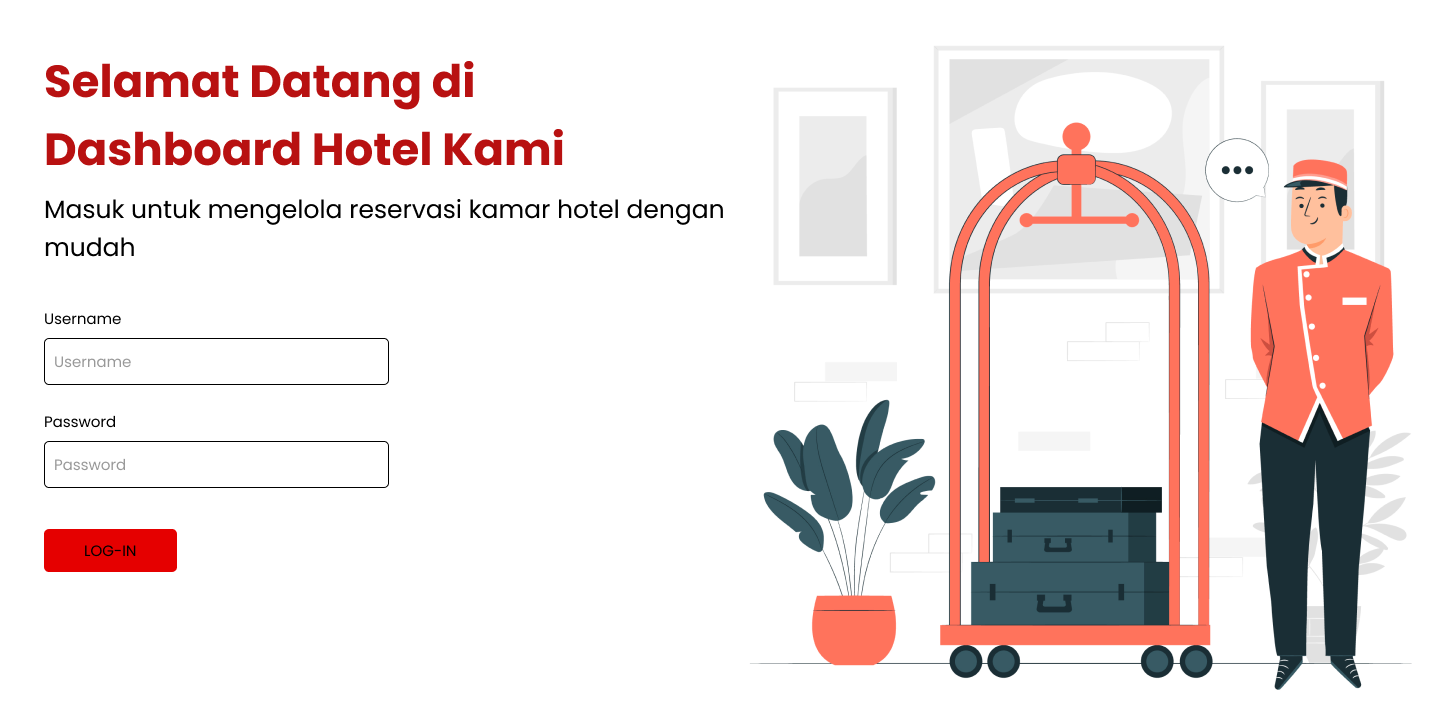 Selamat Datang di
Dashboard Hotel Kami
Masuk untuk mengelola reservasi kamar hotel dengan
mudah
Username
Username
Password
Password
LOG-IN